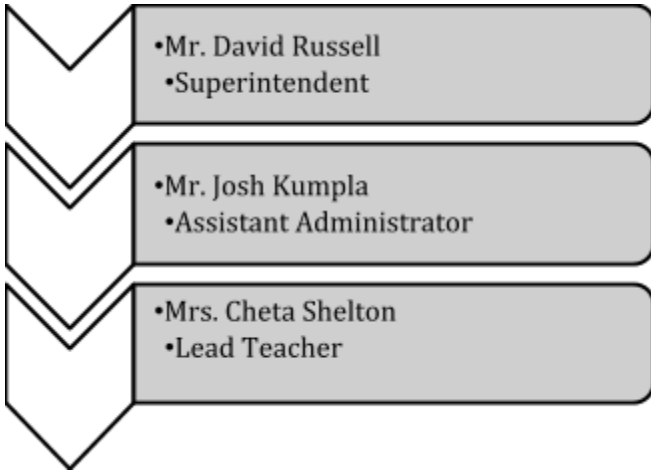 •Mr. David Russell
•Superintendent
•Mr. Josh Kumpla
•Assistant Administrator
•Mrs. Cheta Shelton
•Lead Teacher